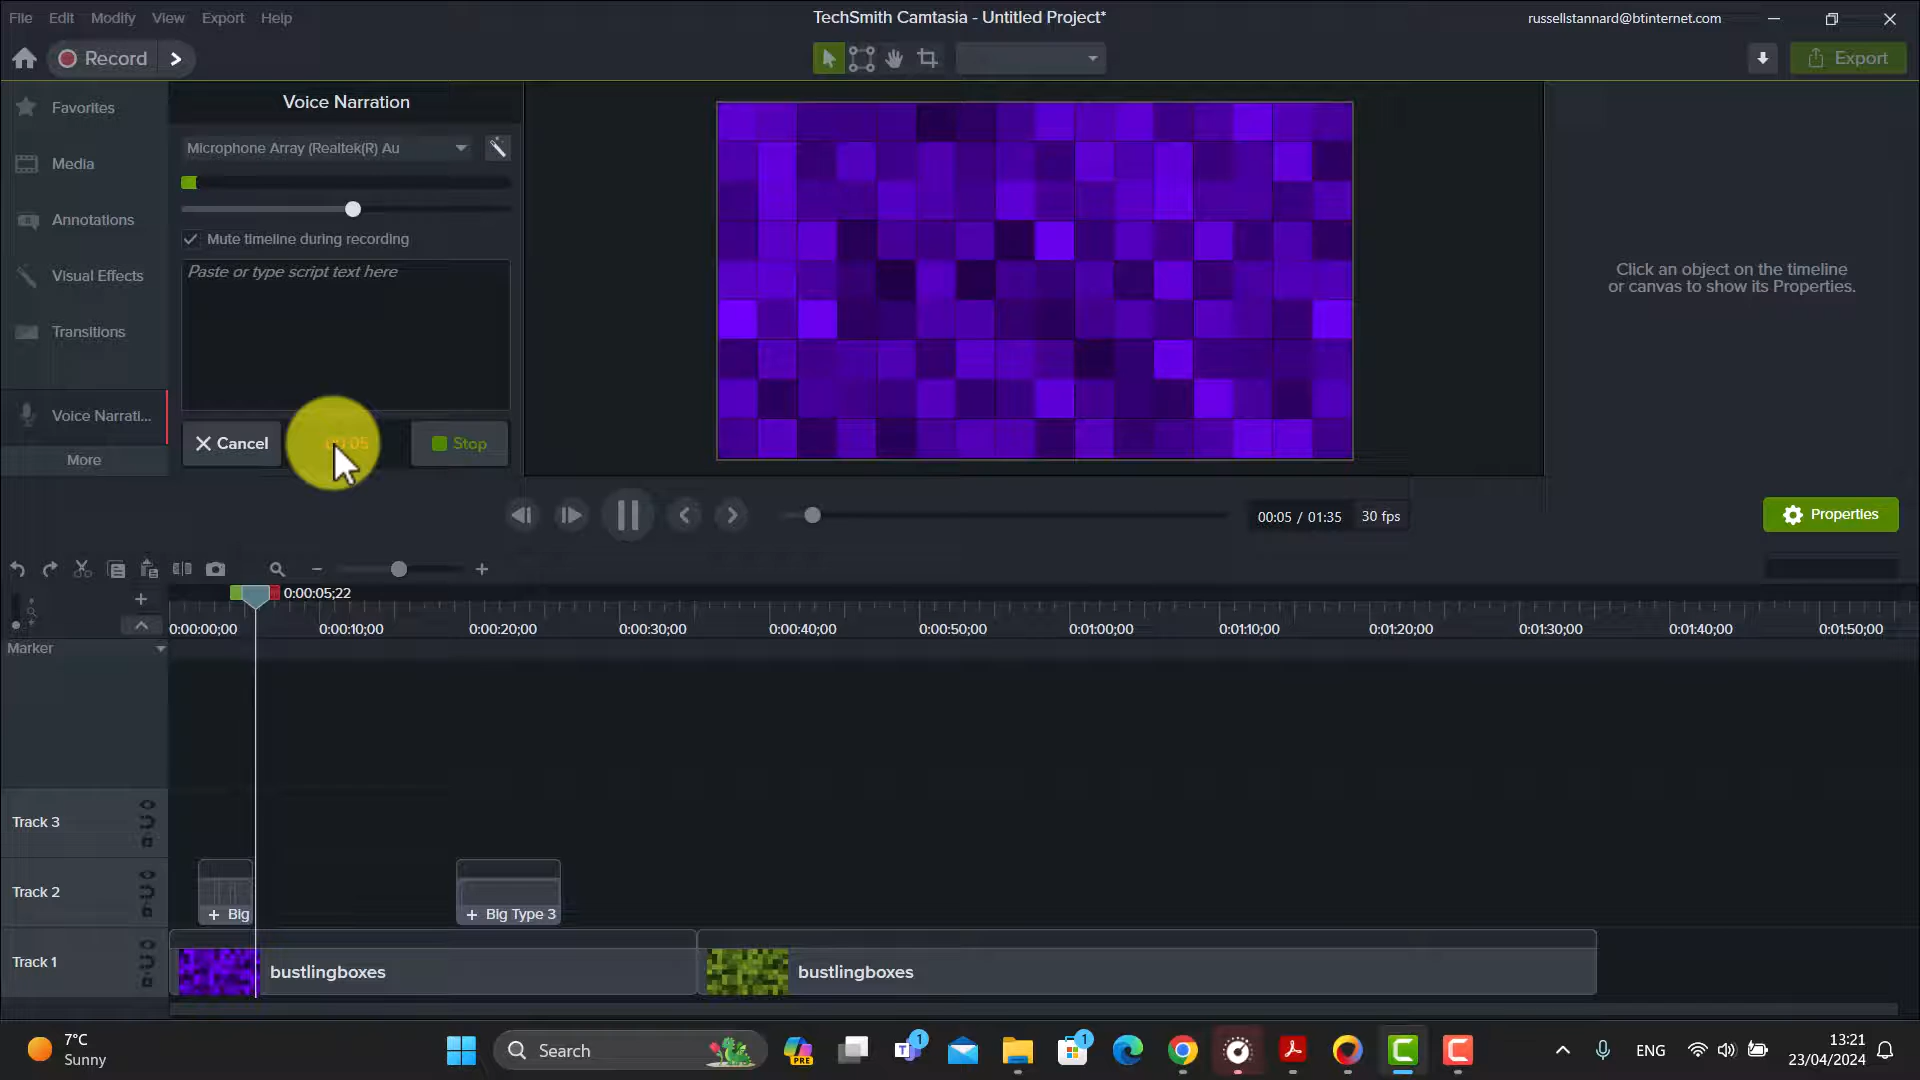 File Edit Modify View Export Help
TechSmith Camtasia - Untitled Project*
russellstannard@btinternet.com
Record
Export
Favorites
Media
Annotations
Visual Effects
Transitions
Voice Narrati...
More
Voice Narration
Microphone Array (Realtek(R) Au
Mute timeline during recording
Paste or type script text here
Cancel
00:05
Stop
Click an object on the timeline
or canvas to show its Properties.
00:05 / 01:35
30 fps
Properties
0:00:05;22
0:00:00;00 0:00:10;00 0:00:20;00 0:00:30;00 0:00:40;00 0:00:50;00 0:01:00;00 0:01:10;00 0:01:20;00 0:01:30;00 0:01:40;00 0:01:50;00
Marker
Track 3
Track 2
+ BIg
+ BIg Type 3
Track 1
bustlingboxes
bustlingboxes
7°C
Sunny
Search
PRE
1
1
ENG
13:21
23/04/2024